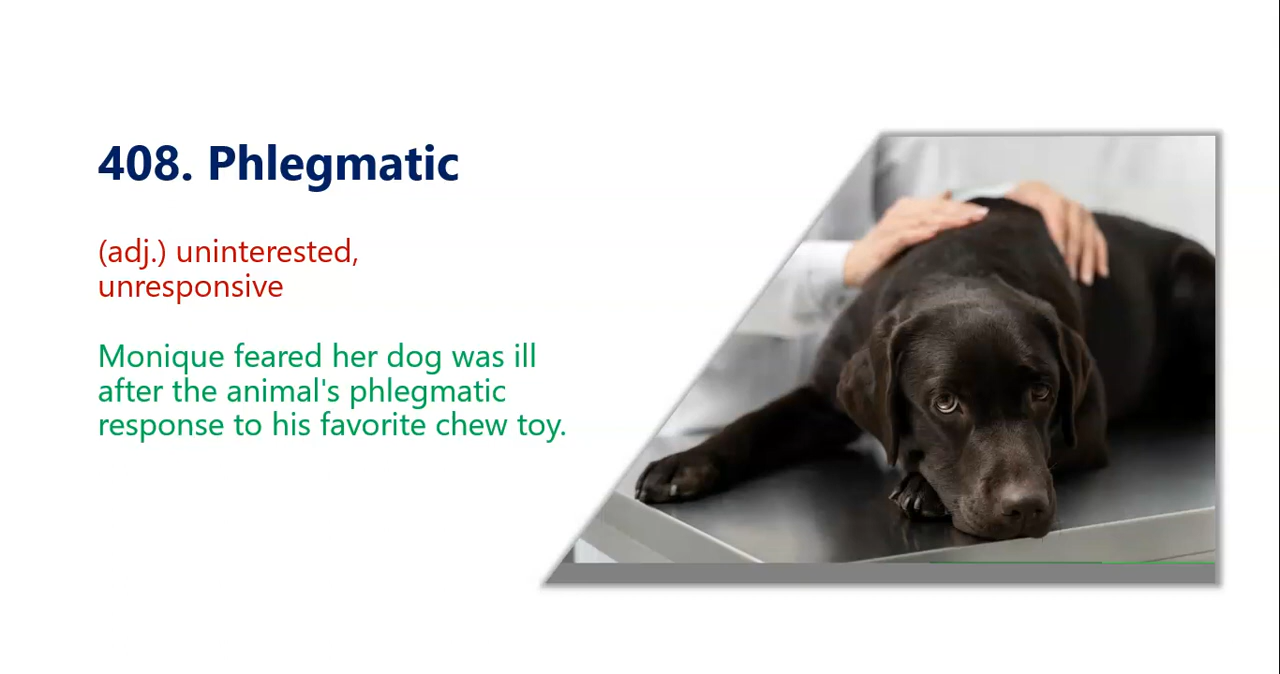 408. Phlegmatic
(adj.) uninterested,
unresponsive
Monique feared her dog was ill
after the animal's phlegmatic
response to his favorite chew toy.